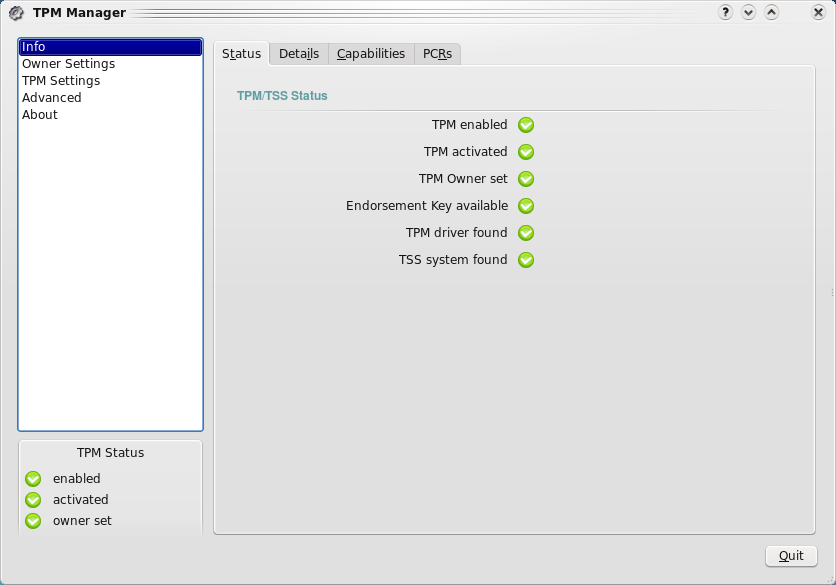 TPM Manager
?
Info
Owner Settings
TPM Settings
Advanced
About
Status Details Capabilities PCRs
TPM/TSS Status
TPM enabled
TPM activated
TPM Owner set
Endorsement Key available
TPM driver found
TSS system found
TPM Status
enabled
activated
owner set
Quit